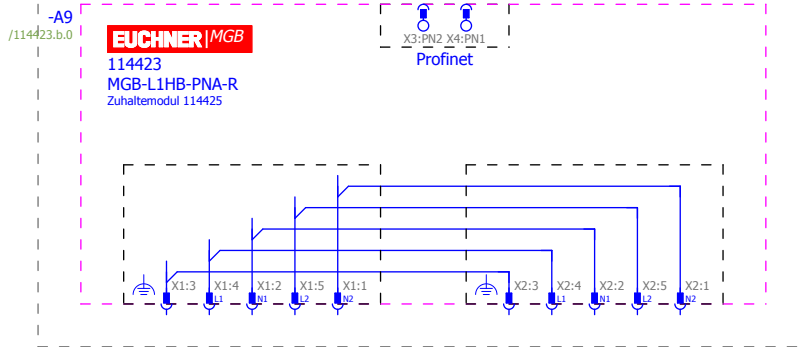 -A9
/114423.b.0
EUCHNER|MGB
114423
MGB-L1HB-PNA-R
Zuhaltemodul 114425
X3:PN2 X4:PN1
Profinet
X1:3 X1:4 X1:2 X1:5 X1:1 X2:3 X2:4 X2:2 X2:5 X2:1
L1 N1 L2 N2 L1 N1 L2 N2